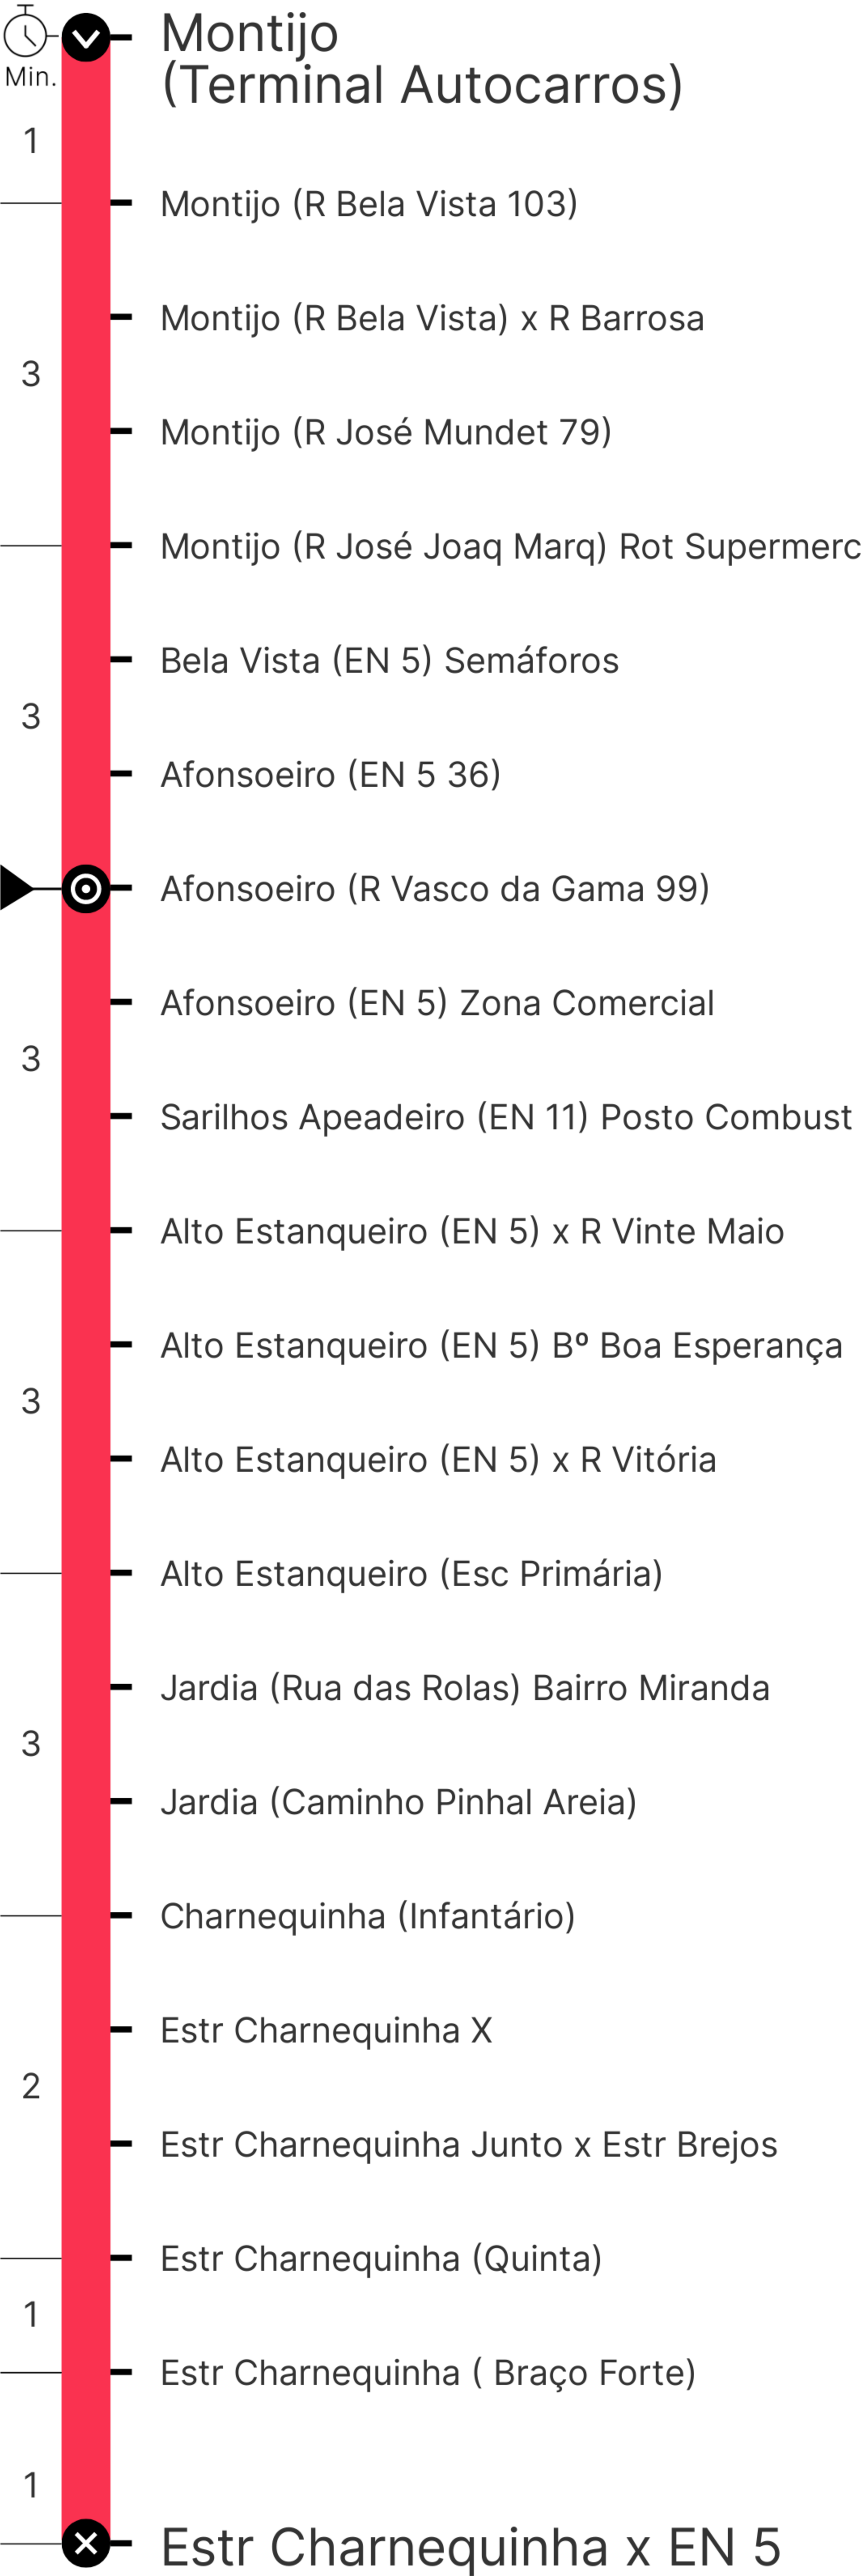 Montijo
(Terminal Autocarros)
Min.
1
Montijo (R Bela Vista 103)
Montijo (R Bela Vista) x R Barrosa
3
Montijo (R José Mundet 79)
Montijo (R José Joaq Marq) Rot Supermerc
Bela Vista (EN 5) Semáforos
3
Afonsoeiro (EN 5 36)
Afonsoeiro (R Vasco da Gama 99)
Afonsoeiro (EN 5) Zona Comercial
3
Sarilhos Apeadeiro (EN 11) Posto Combust
Alto Estanqueiro (EN 5) x R Vinte Maio
Alto Estanqueiro (EN 5) Bº Boa Esperança
3
Alto Estanqueiro (EN 5) x R Vitória
Alto Estanqueiro (Esc Primária)
Jardia (Rua das Rolas) Bairro Miranda
3
Jardia (Caminho Pinhal Areia)
Charnequinha (Infantário)
Estr Charnequinha X
2
Estr Charnequinha Junto x Estr Brejos
Estr Charnequinha (Quinta)
1
Estr Charnequinha ( Braço Forte)
1
Estr Charnequinha x EN 5